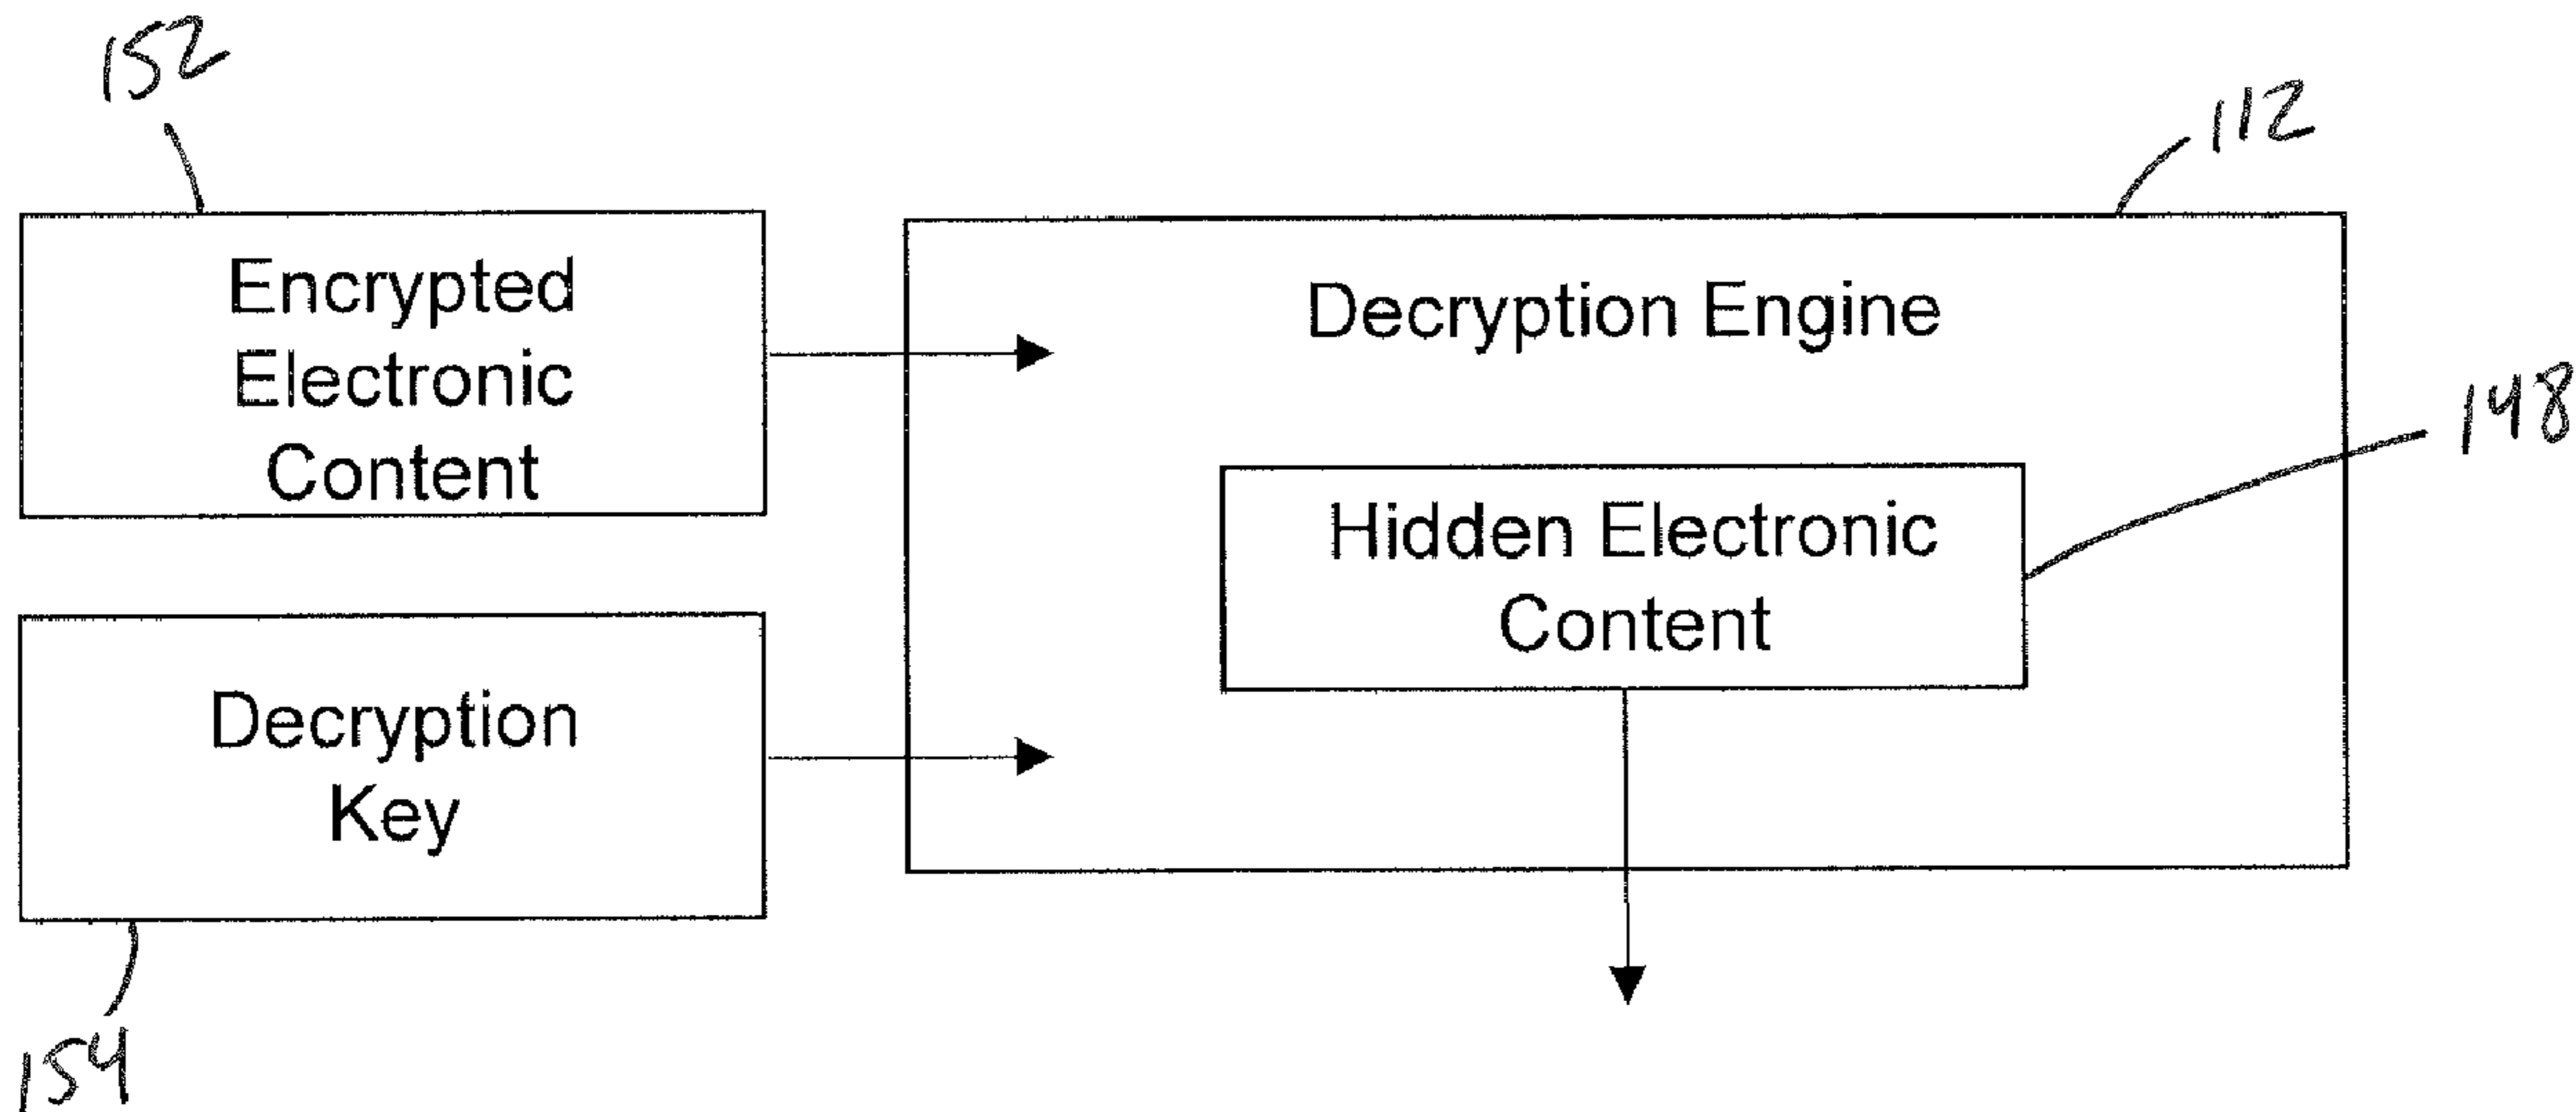 152
112
Encrypted
Electronic
Content
Decryption Engine
148
Hidden Electronic
Content
Decryption
Key
154